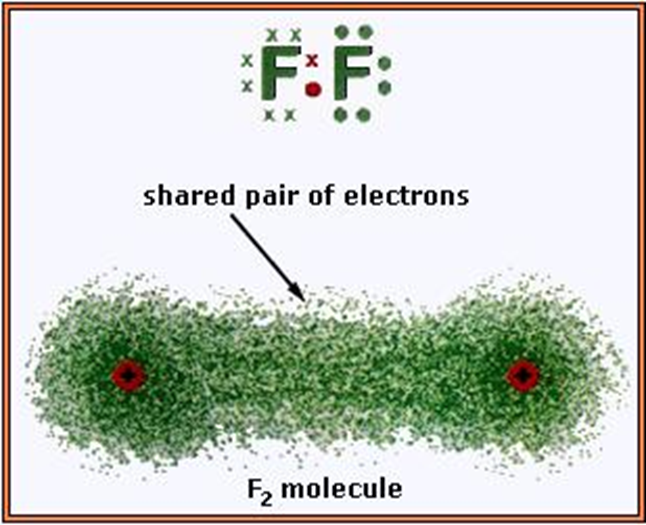 F F
shared pair of electrons
F₂ molecule